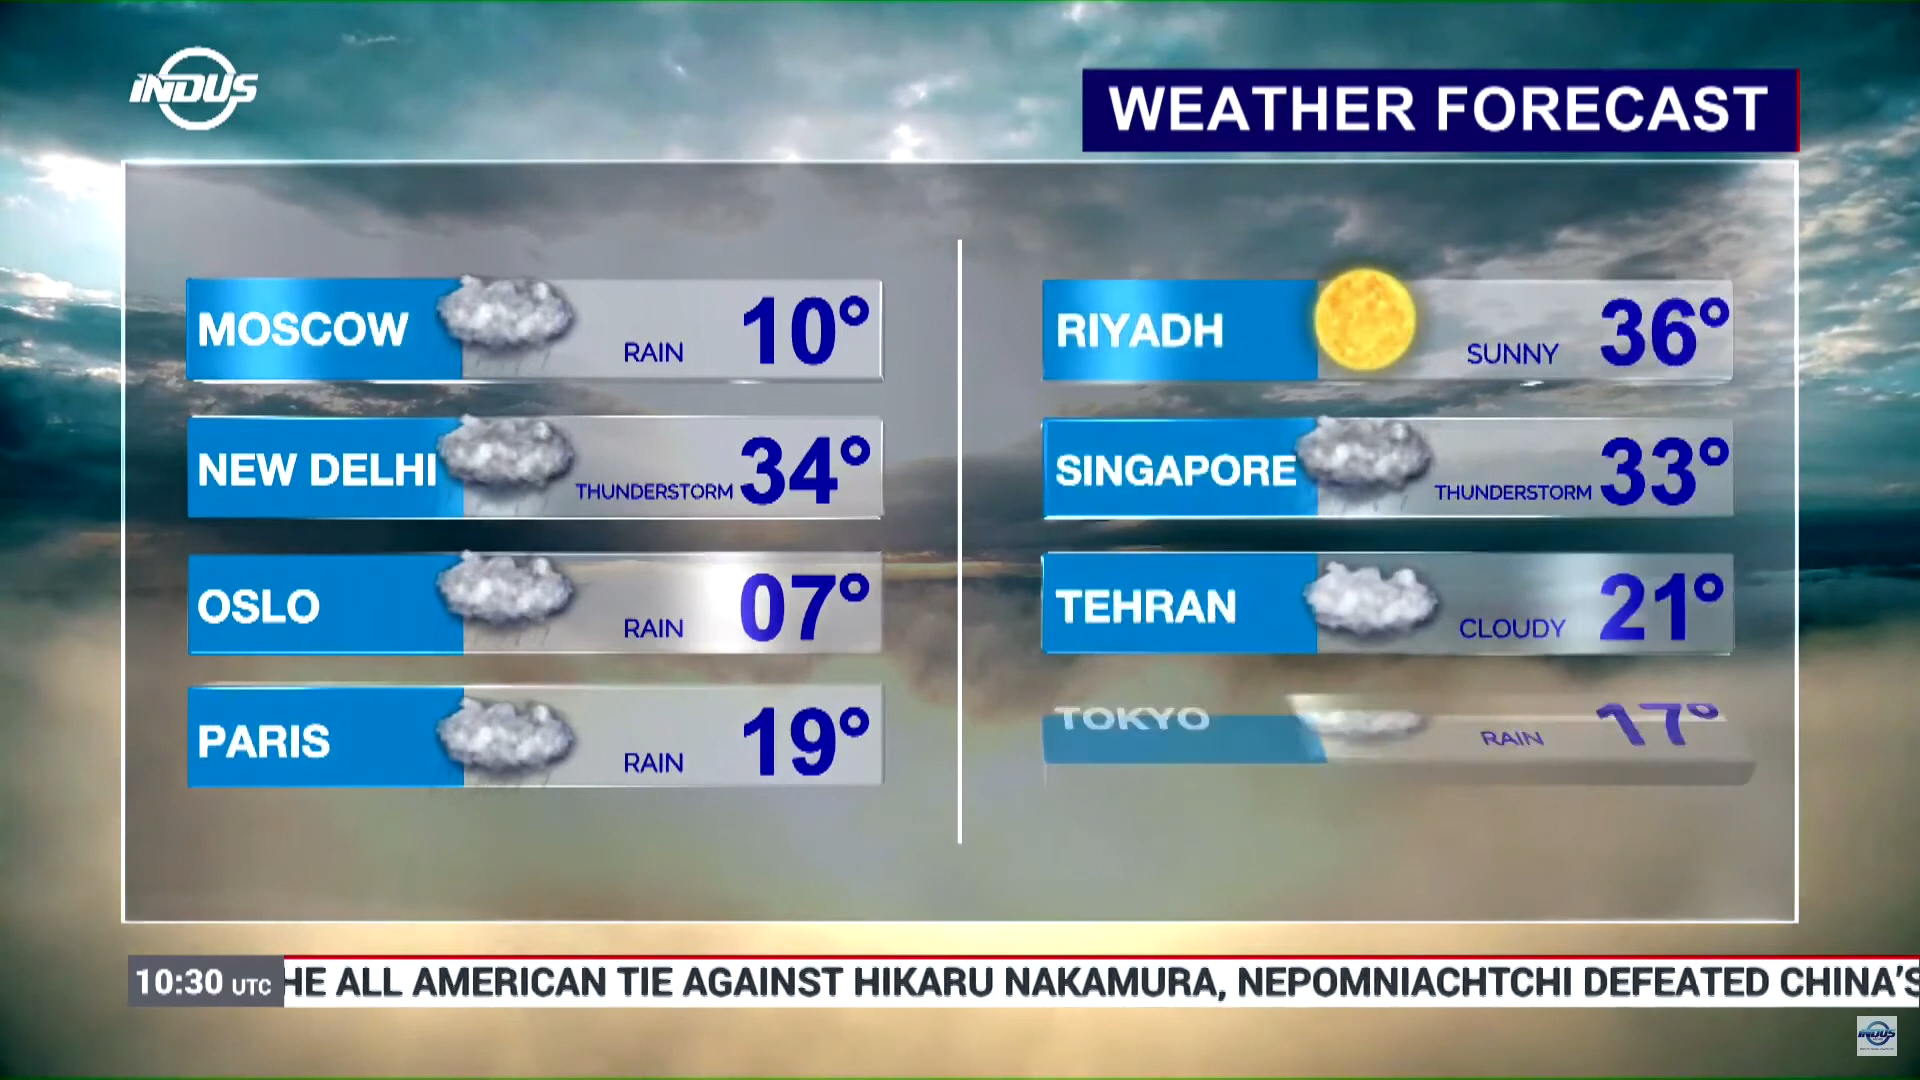 INDUS
WEATHER FORECAST
MOSCOW RAIN 10°
NEW DELHI THUNDERSTORM 34°
OSLO RAIN 07°
PARIS RAIN 19°
RIYADH SUNNY 36°
SINGAPORE THUNDERSTORM 33°
TEHRAN CLOUDY 21°
TOKYO RAIN 17°
10:30 UTC HE ALL AMERICAN TIE AGAINST HIKARU NAKAMURA, NEPOMNIACHTCHI DEFEATED CHINA'S
INDUS